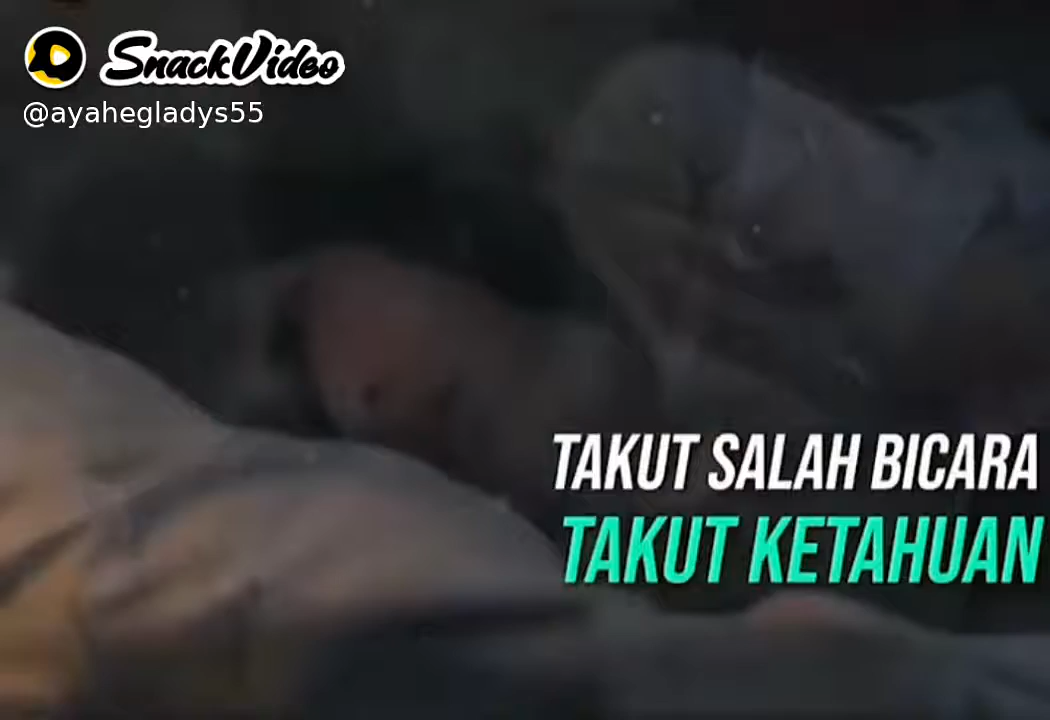 SnackVideo
@ayahegladys55
TAKUT SALAH BICARA
TAKUT KETAHUAN